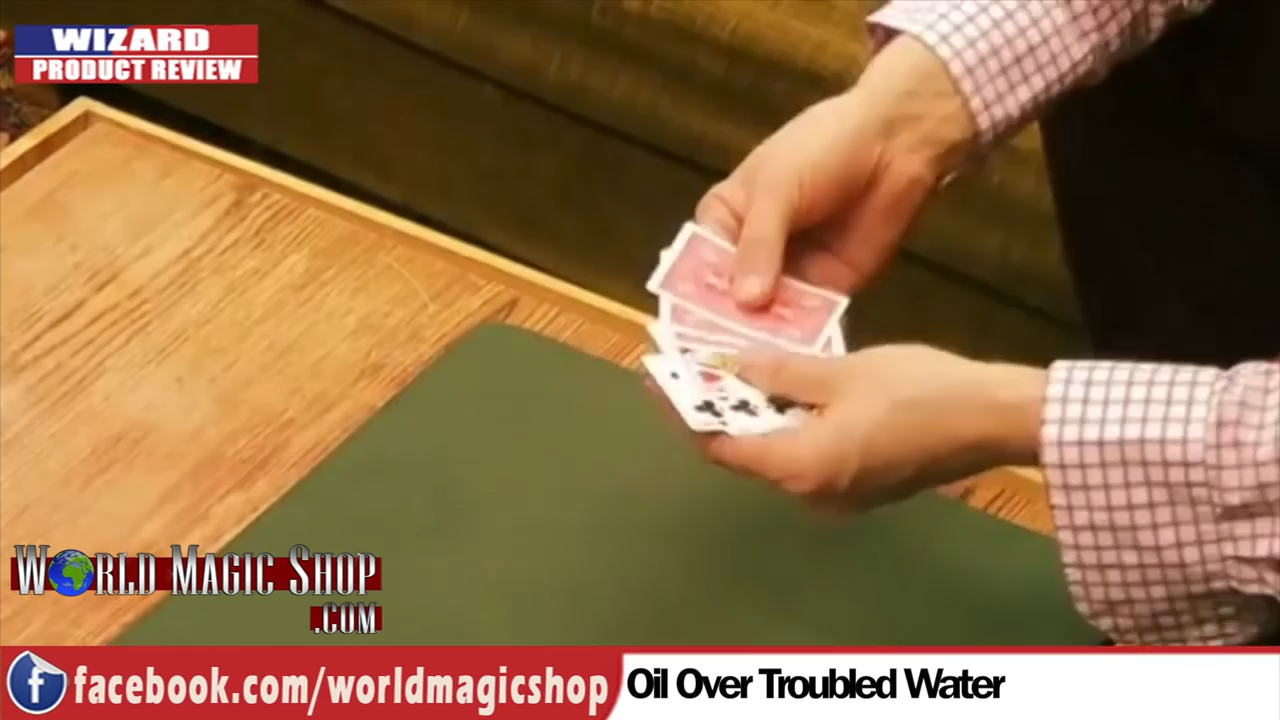 WIZARD
PRODUCT REVIEW
WORLD MAGIC SHOP
.COM
facebook.com/worldmagicshop
Oil Over Troubled Water